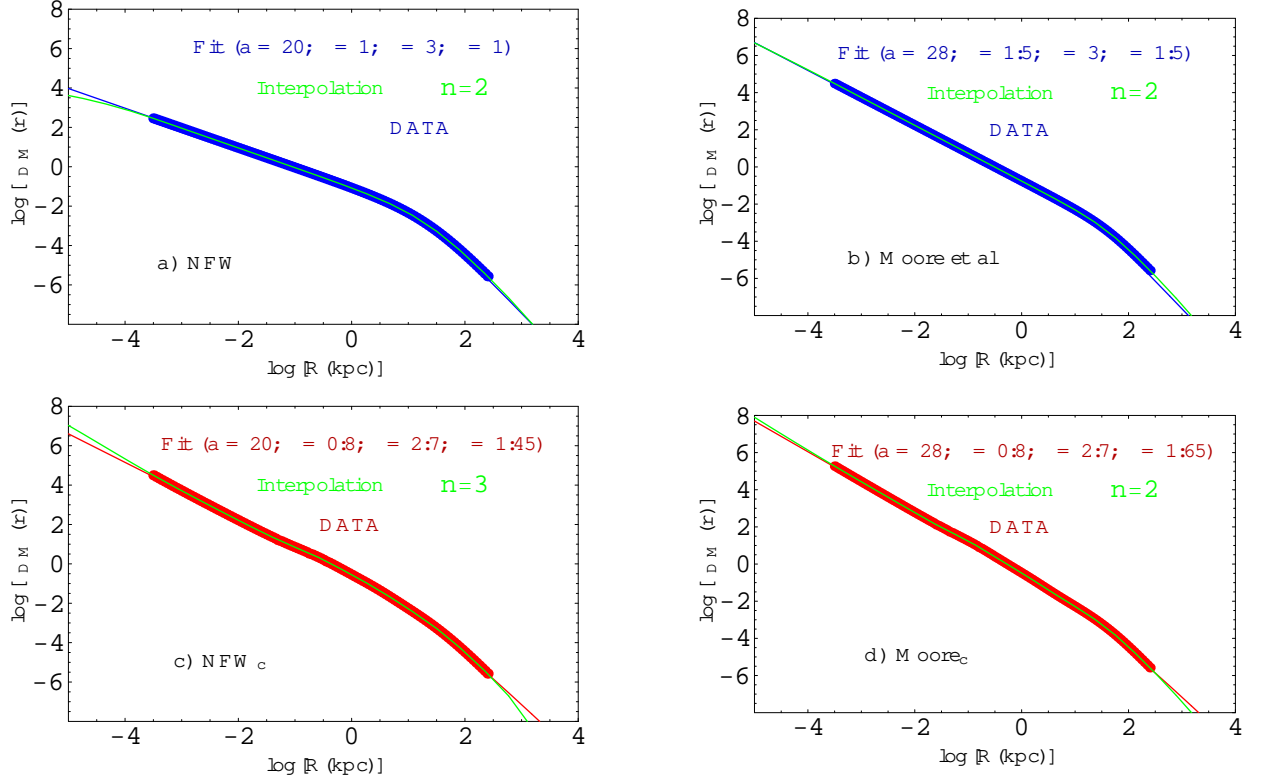 8
6
4
2
0
−2
−4
−6
log [ DM (r)]
Fit (a = 20; = 1; = 3; = 1)
Interpolation n=2
DATA
a) NFW
−4 −2 0 2 4
log [R (kpc)]
8
6
4
2
0
−2
−4
−6
log [ DM (r)]
Fit (a = 28; = 1:5; = 3; = 1:5)
Interpolation n=2
DATA
b) Moore et al
−4 −2 0 2 4
log [R (kpc)]
8
6
4
2
0
−2
−4
−6
log [ DM (r)]
Fit (a = 20; = 0:8; = 2:7; = 1:45)
Interpolation n=3
DATA
c) NFW c
−4 −2 0 2 4
log [R (kpc)]
8
6
4
2
0
−2
−4
−6
log [ DM (r)]
Fit (a = 28; = 0:8; = 2:7; = 1:65)
Interpolation n=2
DATA
d) Moore c
−4 −2 0 2 4
log [R (kpc)]